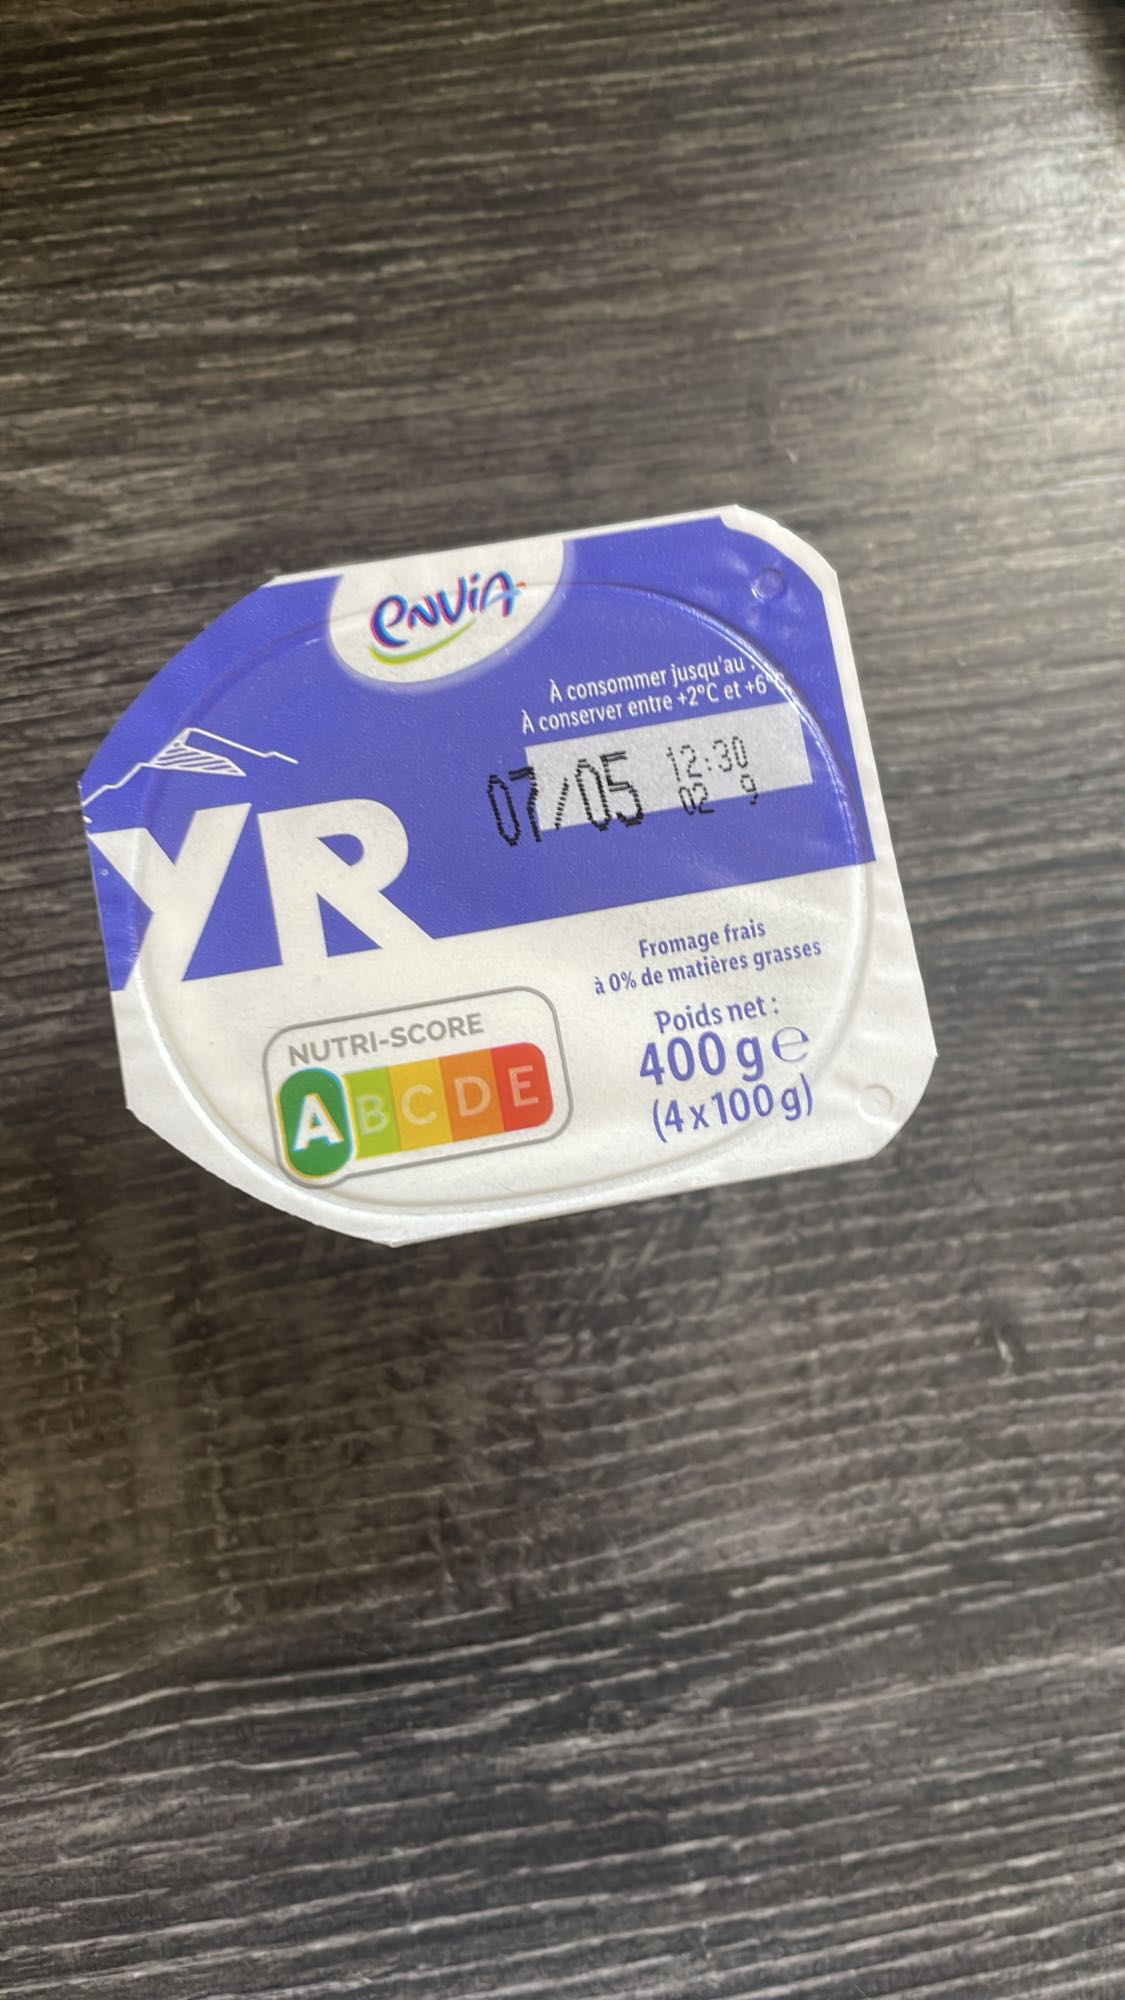 envia
À consommer jusqu'au :
À conserver entre +2°C et +6°
07/05 12:30
02 9
YR
Fromage frais
à 0% de matières grasses
Poids net :
400 g e
(4 x 100 g)
NUTRI-SCORE
A B C D E